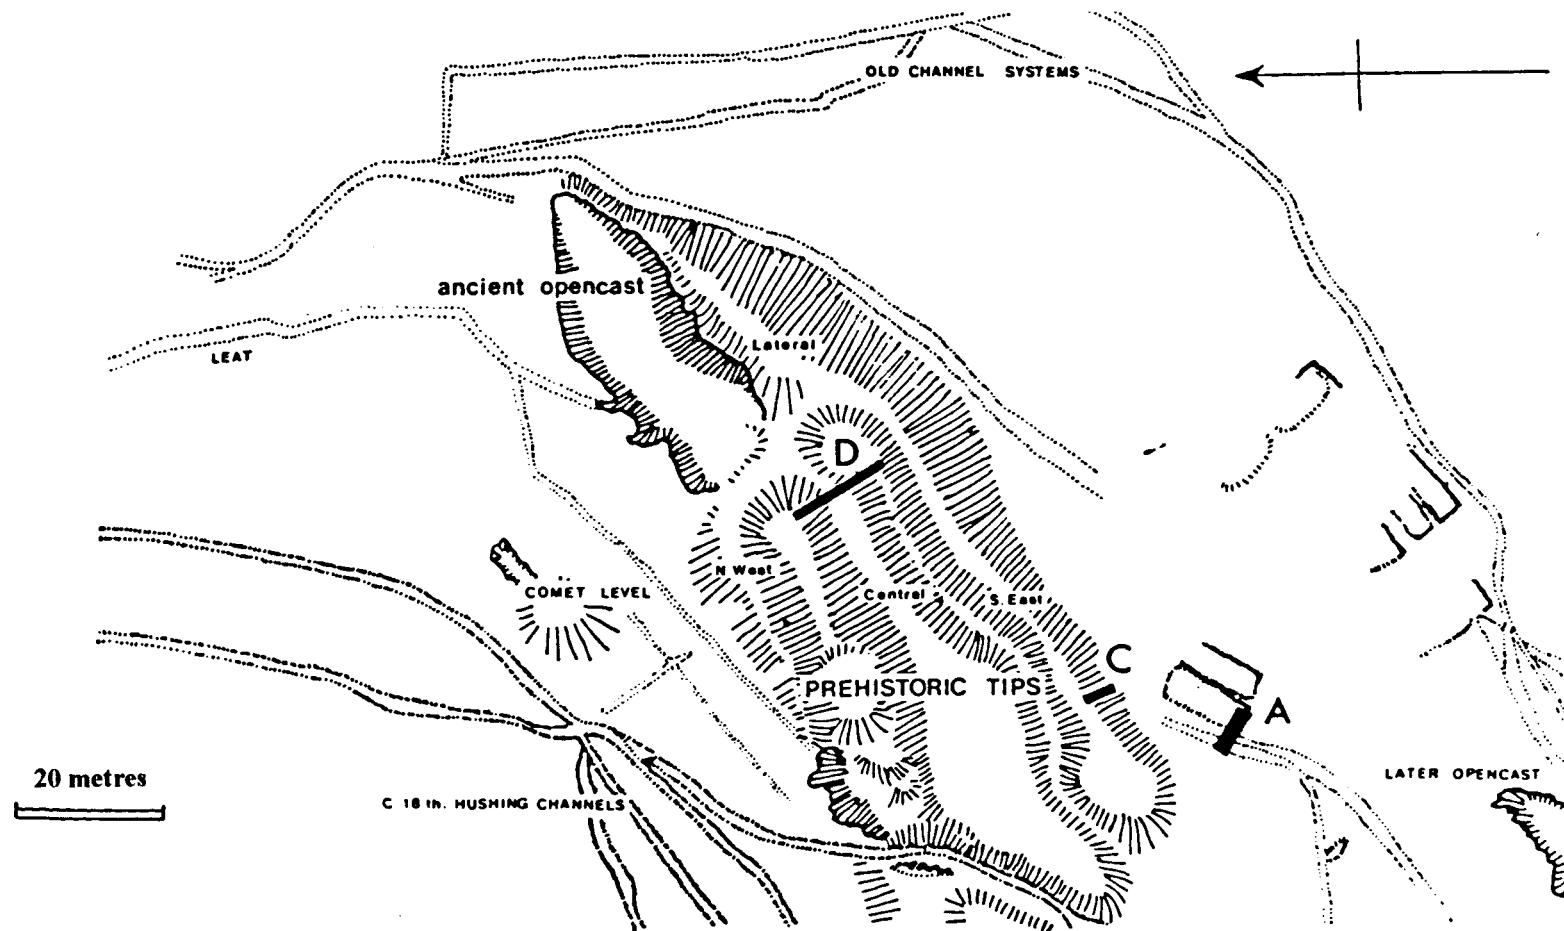 OLD CHANNEL SYSTEMS
ancient opencast
Lateral
LEAT
D
N West
COMET LEVEL
Central
S. East
C
PREHISTORIC TIPS
A
20 metres
C 18 th. HUSHING CHANNELS
LATER OPENCAST